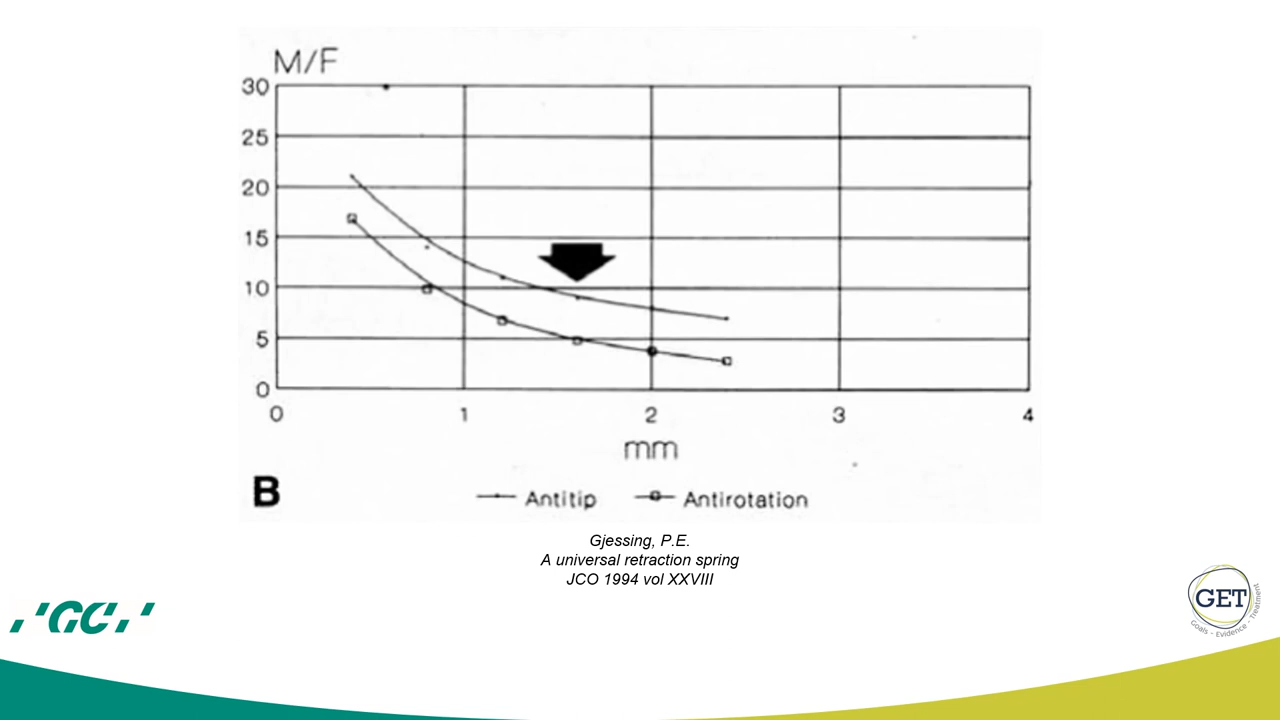 M/F
30
25
20
15
10
5
0
0 1 2 3 4
mm
B
Antitip Antirotation
Gjessing, P.E.
A universal retraction spring
JCO 1994 vol XXVIII
'GC'
GET
Goals - Evidence - Treatment